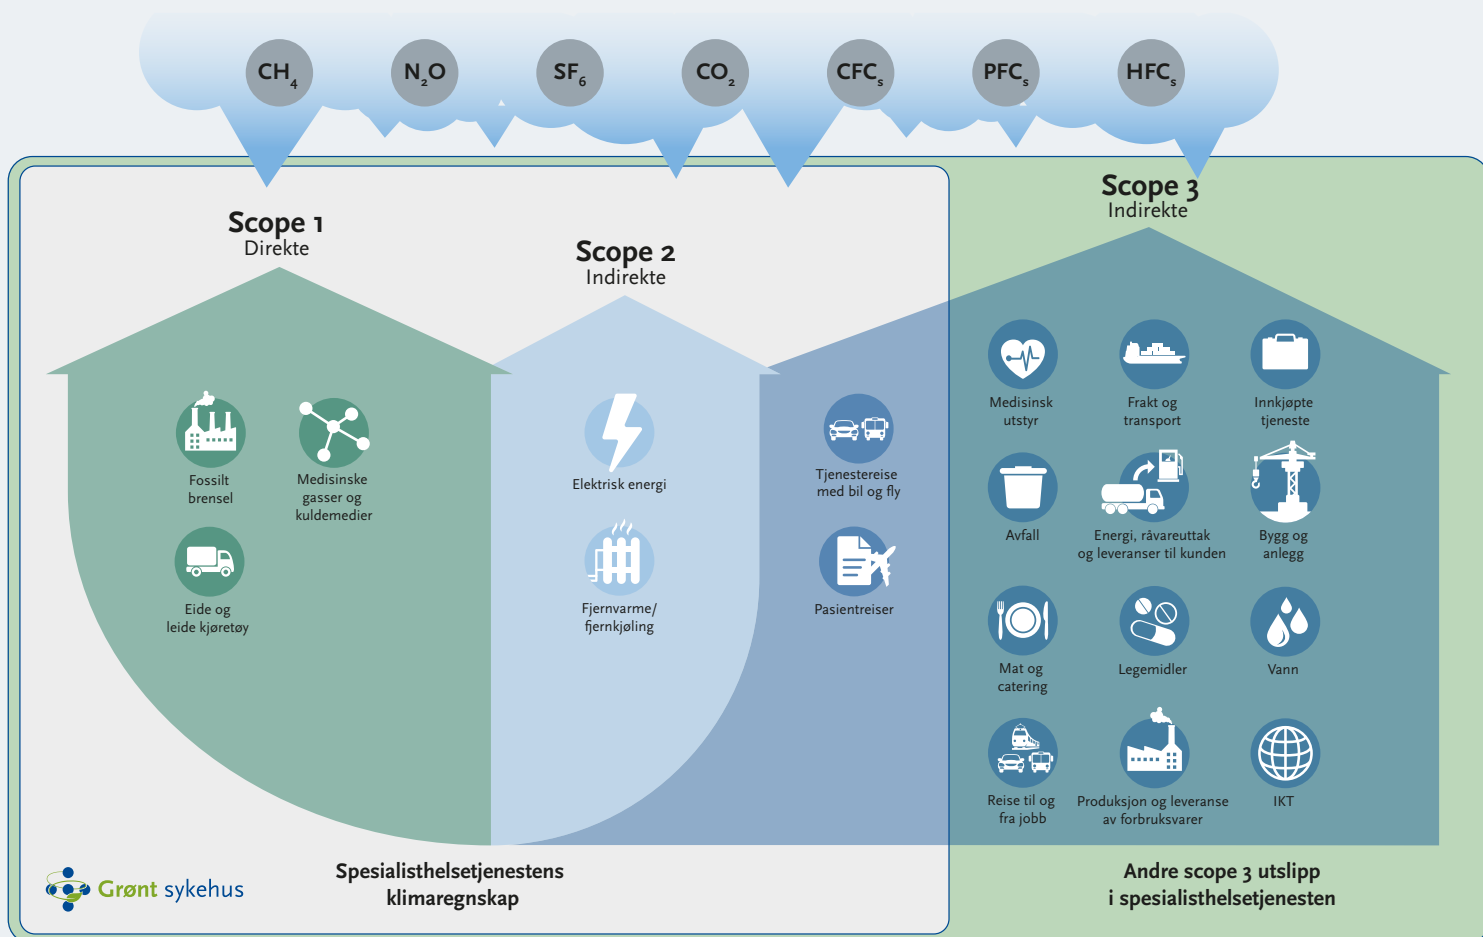 CH4
N2O
SF6
CO2
CFCs
PFCs
HFCs
Scope 1
Direkte
Scope 2
Indirekte
Scope 3
Indirekte
Fossilt
brensel
Medisinske
gasser og
kuldemedier
Eide og
leide kjøretøy
Elektrisk energi
Fjernvarme/
fjernkjøling
Tjenestereise
med bil og fly
Pasientreiser
Medisinsk
utstyr
Frakt og
transport
Innkjøpte
tjeneste
Avfall
Energi, råvareuttak
og leveranser til kunden
Bygg og
anlegg
Mat og
catering
Legemidler
Vann
Reise til og
fra jobb
Produksjon og leveranse
av forbruksvarer
IKT
Grønt sykehus
Spesialisthelsetjenestens
klimaregnskap
Andre scope 3 utslipp
i spesialisthelsetjenesten